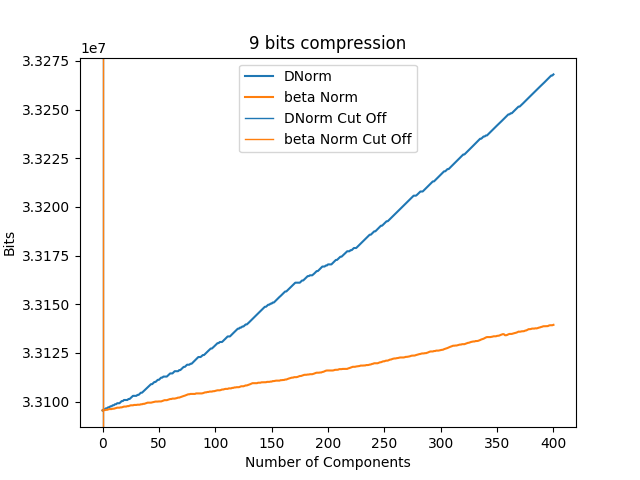 9 bits compression
1e7
DNorm
beta Norm
DNorm Cut Off
beta Norm Cut Off
3.3275
3.3250
3.3225
3.3200
3.3175
3.3150
3.3125
3.3100
Bits
0 50 100 150 200 250 300 350 400
Number of Components